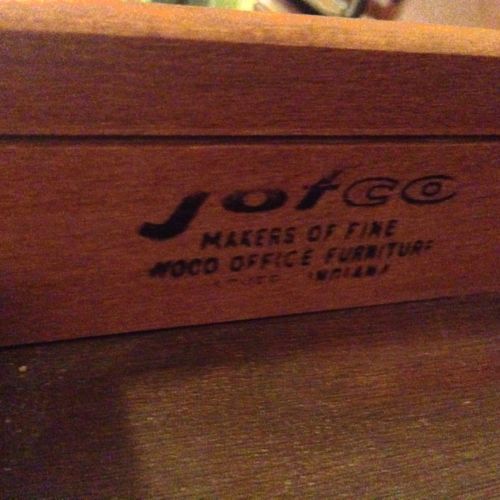 Jofco
MAKERS OF FINE
WOOD OFFICE FURNITURE
INDIANA